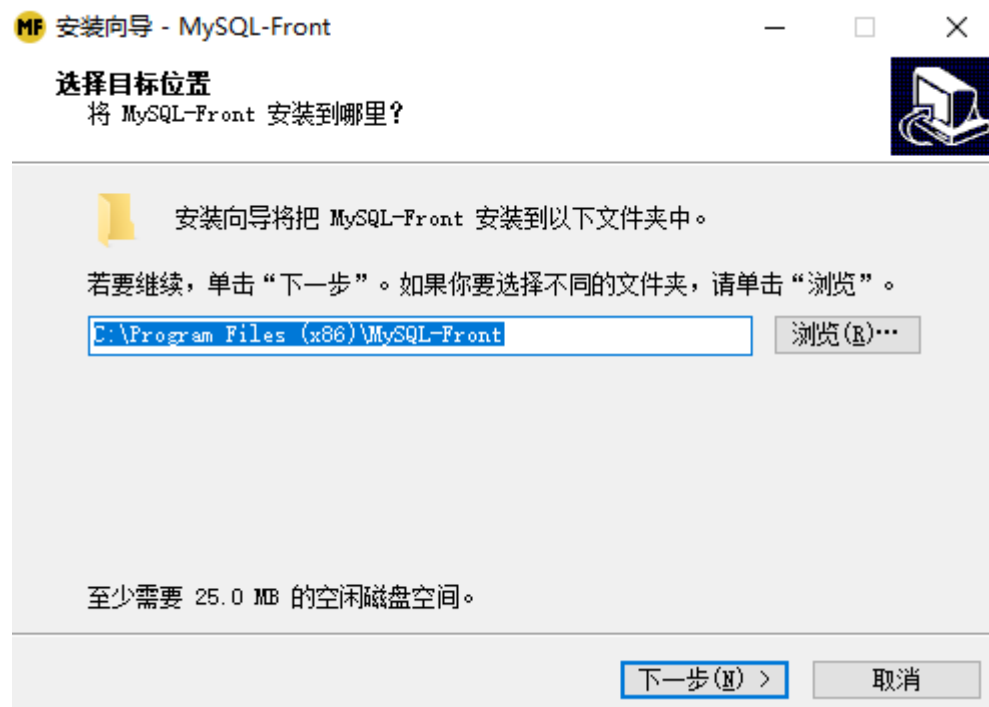 MF 安装向导 - MySQL-Front
选择目标位置
将 MySQL-Front 安装到哪里?
安装向导将把 MySQL-Front 安装到以下文件夹中。
若要继续，单击“下一步”。如果你要选择不同的文件夹，请单击“浏览”。
C:\Program Files (x86)\MySQL-Front
浏览(R)…
至少需要 25.0 MB 的空闲磁盘空间。
下一步(N) >
取消